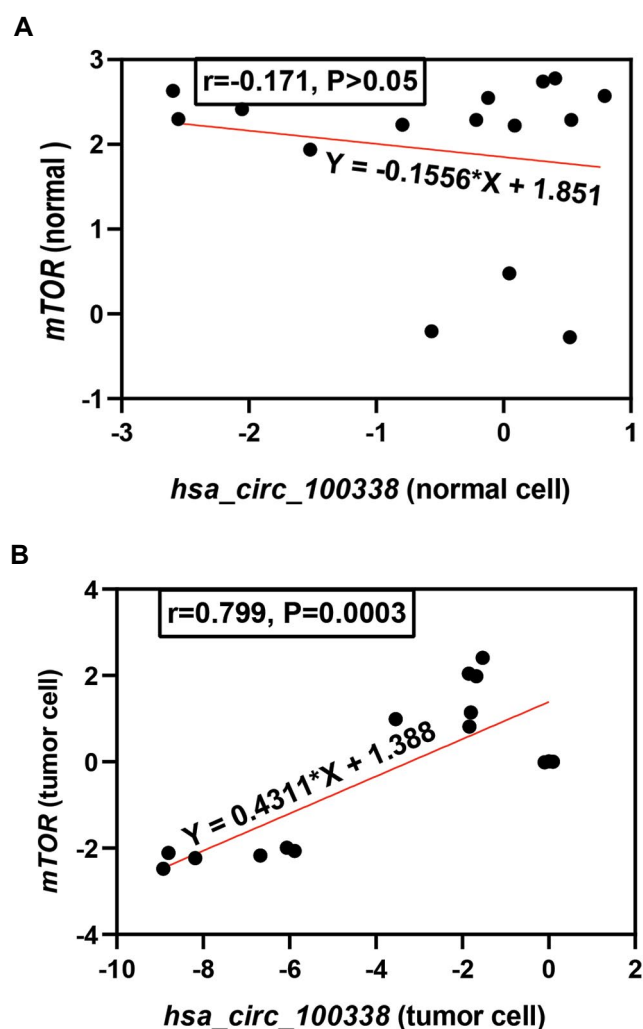 A
r=-0.171, P>0.05
Y = -0.1556*X + 1.851
3
2
1
0
-1
mTOR (normal )
-3 -2 -1 0 1
hsa_circ_100338 (normal cell)
B
r=0.799, P=0.0003
Y = 0.4311*X + 1.388
4
2
0
-2
-4
mTOR (tumor cell)
-10 -8 -6 -4 -2 0 2
hsa_circ_100338 (tumor cell)